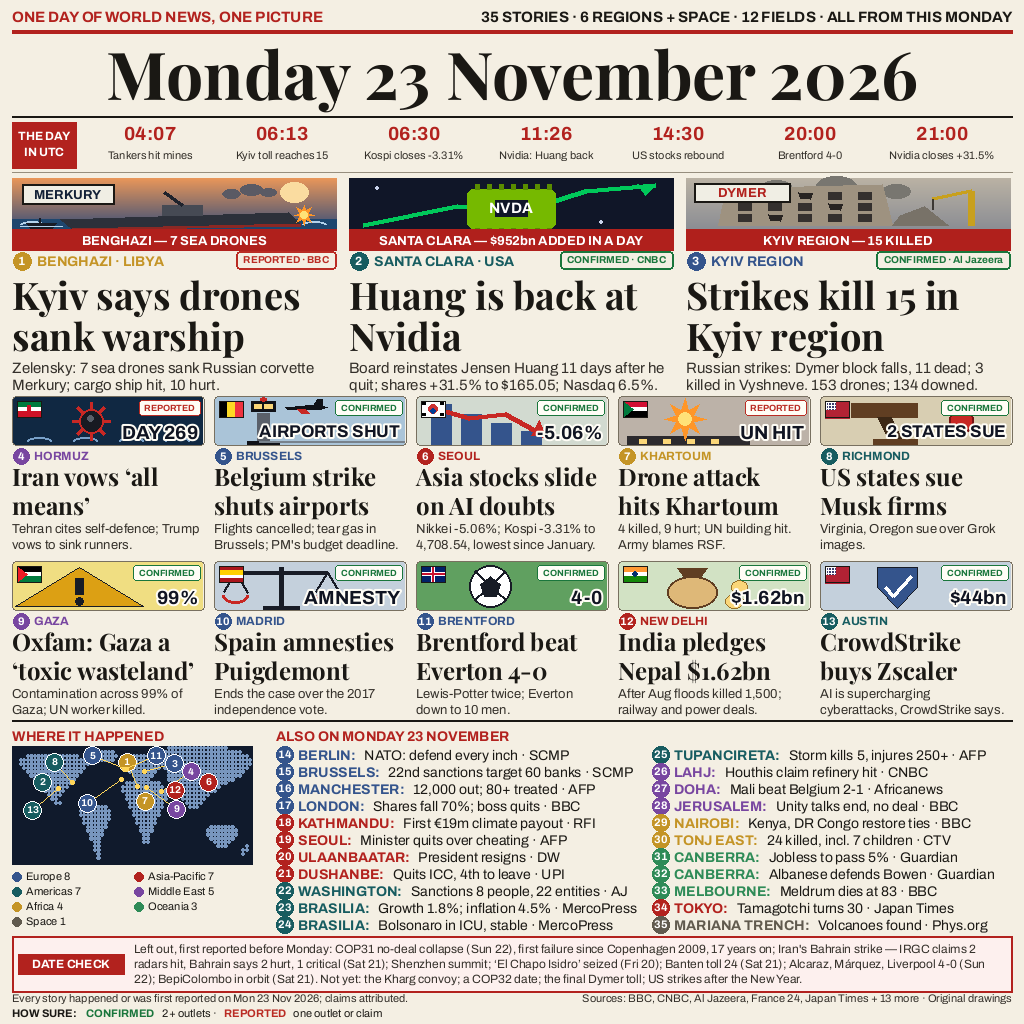 ONE DAY OF WORLD NEWS, ONE PICTURE
35 STORIES · 6 REGIONS + SPACE · 12 FIELDS · ALL FROM THIS MONDAY
Monday 23 November 2026
THE DAY
IN UTC
04:07
Tankers hit mines
06:13
Kyiv toll reaches 15
06:30
Kospi closes -3.31%
11:26
Nvidia: Huang back
14:30
US stocks rebound
20:00
Brentford 4-0
21:00
Nvidia closes +31.5%
MERKURY
BENGHAZI — 7 SEA DRONES
1 BENGHAZI · LIBYA
REPORTED · BBC
Kyiv says drones
sank warship
Zelensky: 7 sea drones sank Russian corvette
Merkury; cargo ship hit, 10 hurt.
NVDA
SANTA CLARA — $952bn ADDED IN A DAY
2 SANTA CLARA · USA
CONFIRMED · CNBC
Huang is back at
Nvidia
Board reinstates Jensen Huang 11 days after he
quit; shares +31.5% to $165.05; Nasdaq 6.5%.
DYMER
KYIV REGION — 15 KILLED
3 KYIV REGION
CONFIRMED · Al Jazeera
Strikes kill 15 in
Kyiv region
Russian strikes: Dymer block falls, 11 dead; 3
killed in Vyshneve. 153 drones; 134 downed.
REPORTED
DAY 269
4 HORMUZ
Iran vows ‘all
means’
Tehran cites self-defence; Trump
vows to sink runners.
CONFIRMED
AIRPORTS SHUT
5 BRUSSELS
Belgium strike
shuts airports
Flights cancelled; tear gas in
Brussels; PM's budget deadline.
CONFIRMED
-5.06%
6 SEOUL
Asia stocks slide
on AI doubts
Nikkei -5.06%; Kospi -3.31% to
4,708.54, lowest since January.
REPORTED
UN HIT
7 KHARTOUM
Drone attack
hits Khartoum
4 killed, 9 hurt; UN building hit.
Army blames RSF.
CONFIRMED
2 STATES SUE
8 RICHMOND
US states sue
Musk firms
Virginia, Oregon sue over Grok
images.
CONFIRMED
99%
9 GAZA
Oxfam: Gaza a
‘toxic wasteland’
Contamination across 99% of
Gaza; UN worker killed.
CONFIRMED
AMNESTY
10 MADRID
Spain amnesties
Puigdemont
Ends the case over the 2017
independence vote.
CONFIRMED
4-0
11 BRENTFORD
Brentford beat
Everton 4-0
Lewis-Potter twice; Everton
down to 10 men.
CONFIRMED
$1.62bn
12 NEW DELHI
India pledges
Nepal $1.62bn
After Aug floods killed 1,500;
railway and power deals.
CONFIRMED
$44bn
13 AUSTIN
CrowdStrike
buys Zscaler
AI is supercharging
cyberattacks, CrowdStrike says.
WHERE IT HAPPENED
8
5
1
11
3
4
2
6
12
13
10
7
9
Europe 8
Asia-Pacific 7
Americas 7
Middle East 5
Africa 4
Oceania 3
Space 1
ALSO ON MONDAY 23 NOVEMBER
14 BERLIN: NATO: defend every inch · SCMP
15 BRUSSELS: 22nd sanctions target 60 banks · SCMP
16 MANCHESTER: 12,000 out; 80+ treated · AFP
17 LONDON: Shares fall 70%; boss quits · BBC
18 KATHMANDU: First €19m climate payout · RFI
19 SEOUL: Minister quits over cheating · AFP
20 ULAANBAATAR: President resigns · DW
21 DUSHANBE: Quits ICC, 4th to leave · UPI
22 WASHINGTON: Sanctions 8 people, 22 entities · AJ
23 BRASILIA: Growth 1.8%; inflation 4.5% · MercoPress
24 BRASILIA: Bolsonaro in ICU, stable · MercoPress
25 TUPANCIRETA: Storm kills 5, injures 250+ · AFP
26 LAHJ: Houthis claim refinery hit · CNBC
27 DOHA: Mali beat Belgium 2-1 · Africanews
28 JERUSALEM: Unity talks end, no deal · BBC
29 NAIROBI: Kenya, DR Congo restore ties · BBC
30 TONJ EAST: 24 killed, incl. 7 children · CTV
31 CANBERRA: Jobless to pass 5% · Guardian
32 CANBERRA: Albanese defends Bowen · Guardian
33 MELBOURNE: Meldrum dies at 83 · BBC
34 TOKYO: Tamagotchi turns 30 · Japan Times
35 MARIANA TRENCH: Volcanoes found · Phys.org
DATE CHECK
Left out, first reported before Monday: COP31 no-deal collapse (Sun 22), first failure since Copenhagen 2009, 17 years on; Iran's Bahrain strike — IRGC claims 2
radars hit, Bahrain says 2 hurt, 1 critical (Sat 21); Shenzhen summit; ‘El Chapo Isidro’ seized (Fri 20); Banten toll 24 (Sat 21); Alcaraz, Márquez, Liverpool 4-0 (Sun
22); BepiColombo in orbit (Sat 21). Not yet: the Kharg convoy; a COP32 date; the final Dymer toll; US strikes after the New Year.
Every story happened or was first reported on Mon 23 Nov 2026; claims attributed.
Sources: BBC, CNBC, Al Jazeera, France 24, Japan Times + 13 more · Original drawings
HOW SURE: CONFIRMED 2+ outlets · REPORTED one outlet or claim